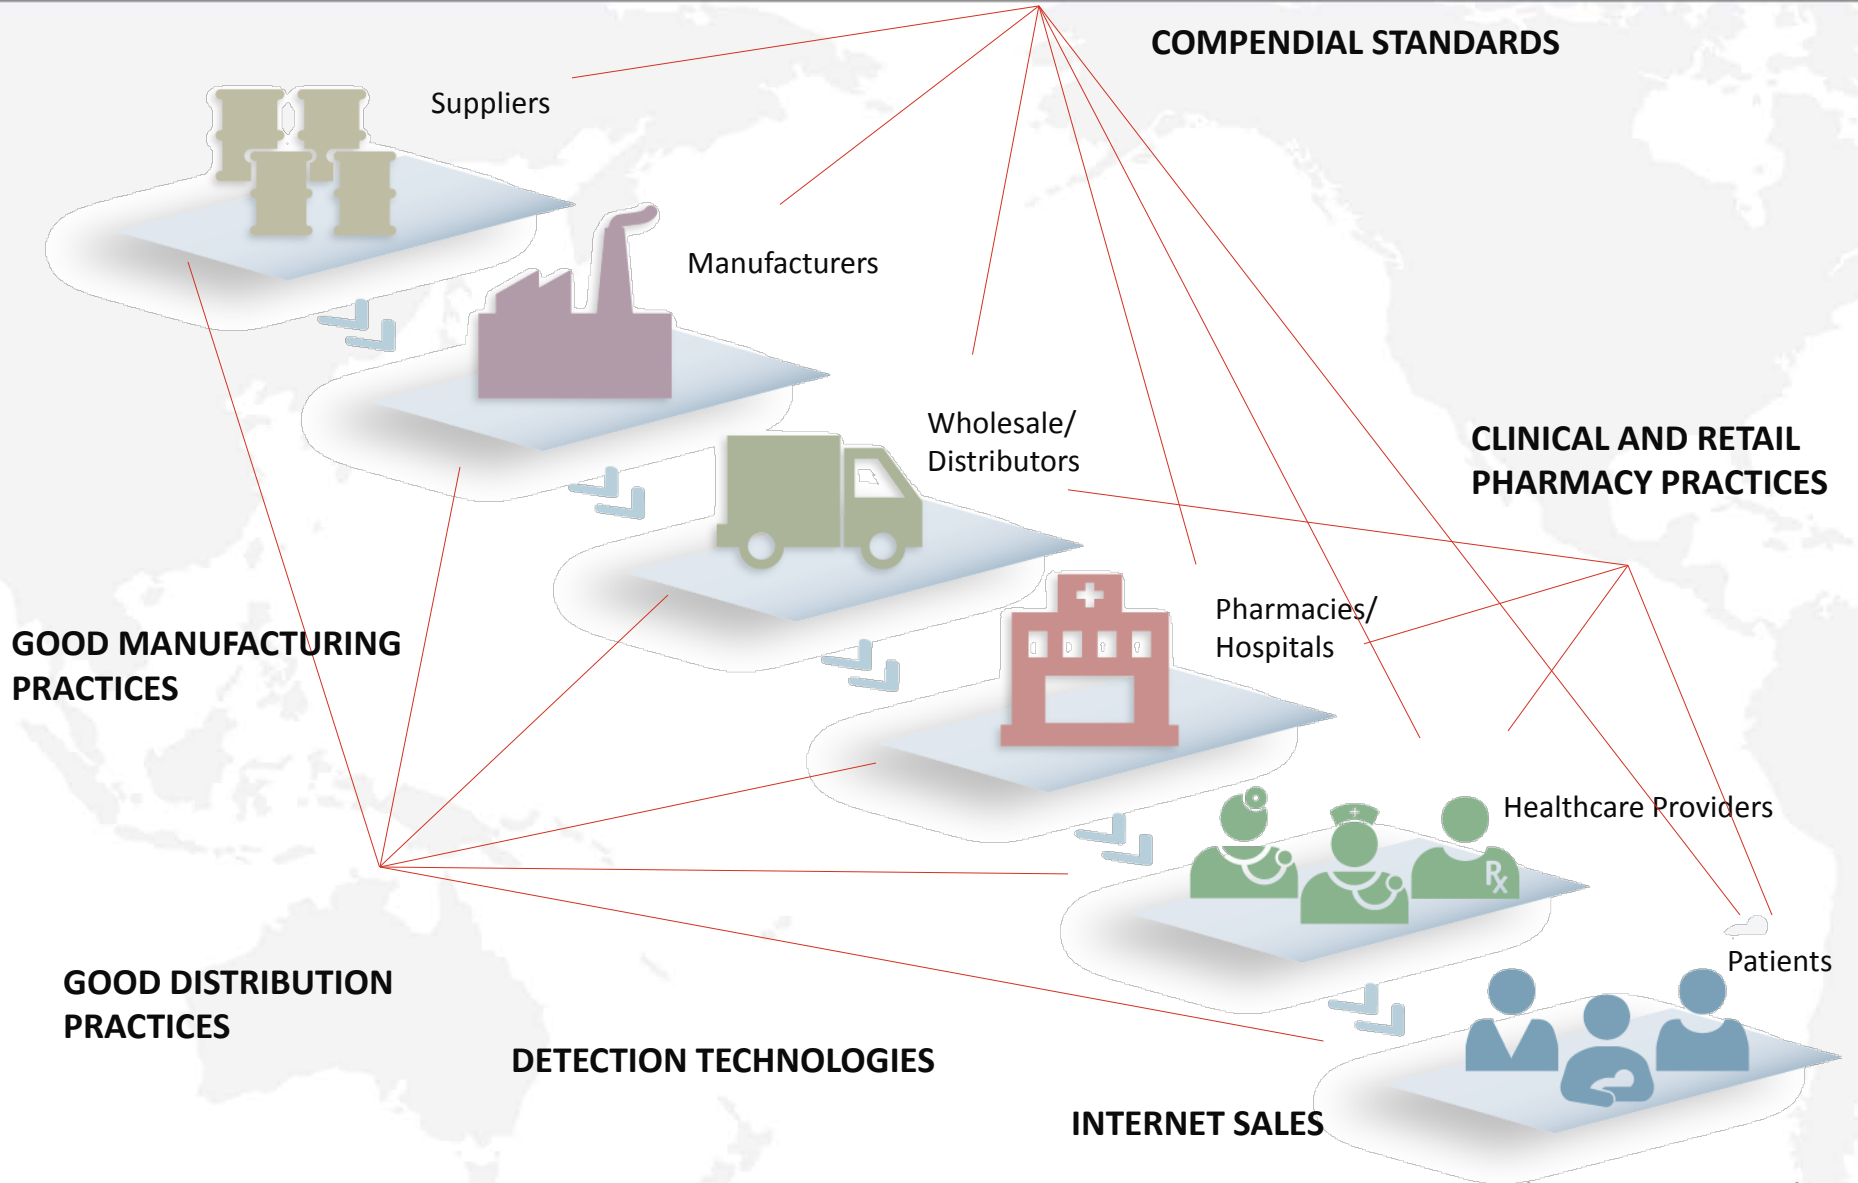 COMPENDIAL STANDARDS
Suppliers
Manufacturers
Wholesale/
Distributors
CLINICAL AND RETAIL
PHARMACY PRACTICES
Pharmacies/
Hospitals
GOOD MANUFACTURING
PRACTICES
Healthcare Providers
Rx
Patients
GOOD DISTRIBUTION
PRACTICES
DETECTION TECHNOLOGIES
INTERNET SALES